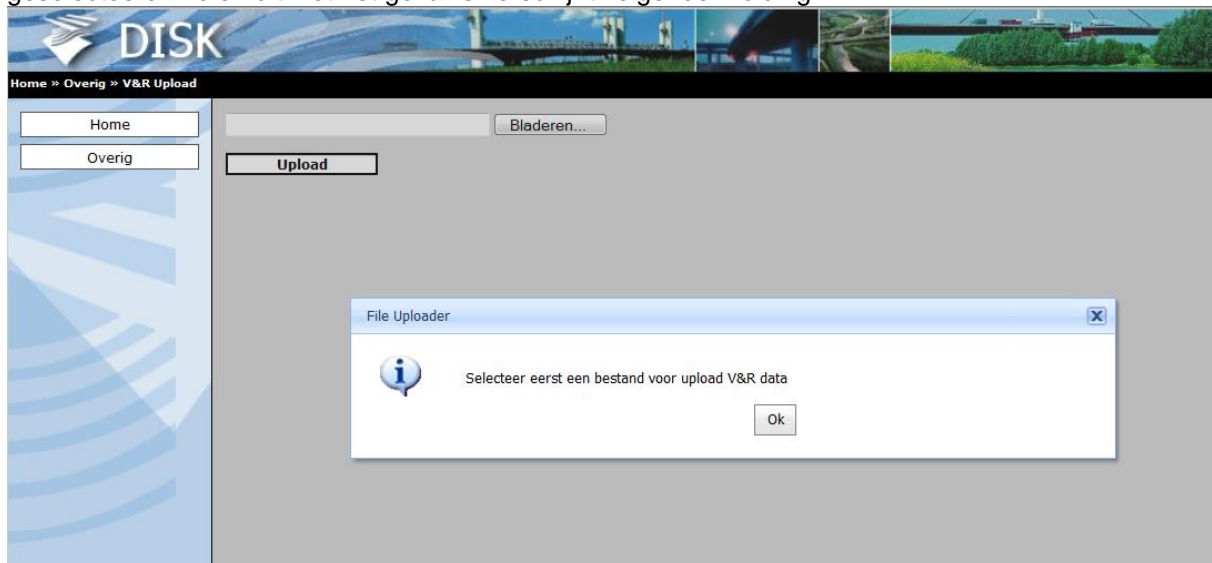 DISK
Home » Overig » V&R Upload
Home
Bladeren...
Overig
Upload
File Uploader
Selecteer eerst een bestand voor upload V&R data
Ok